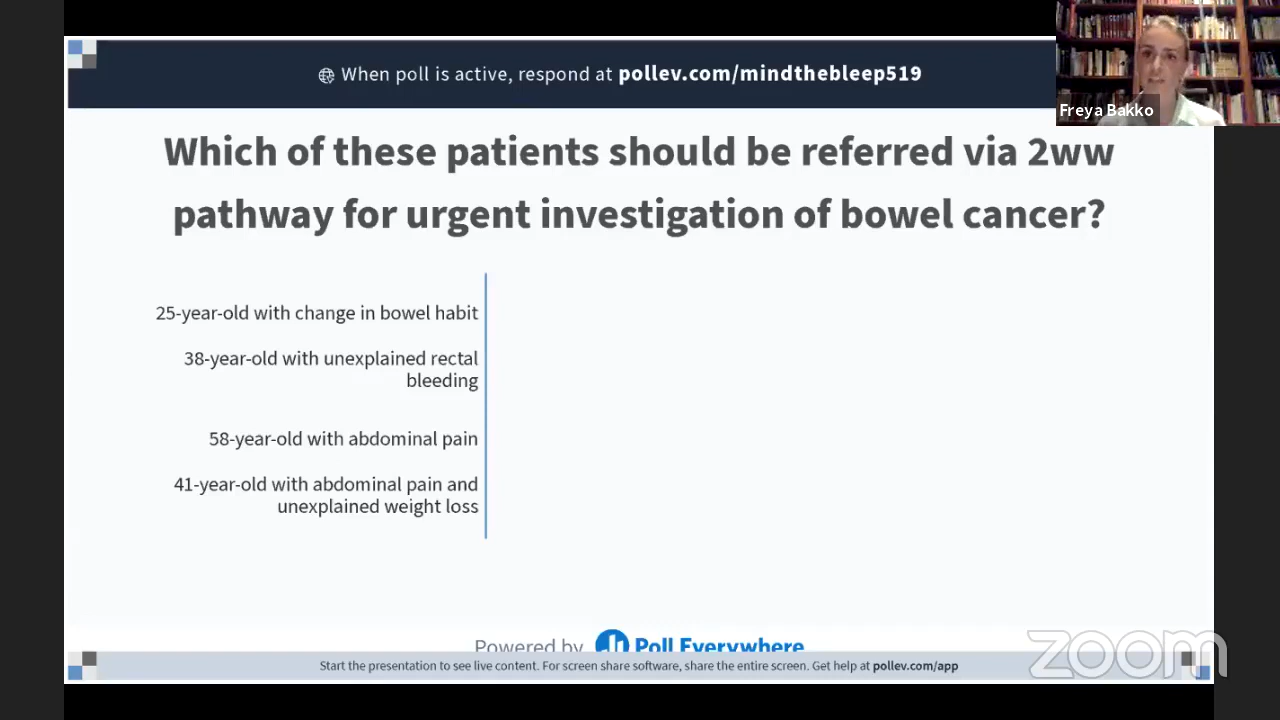 When poll is active, respond at pollev.com/mindthebleep519
Freya Bakko
Which of these patients should be referred via 2ww
pathway for urgent investigation of bowel cancer?
25-year-old with change in bowel habit
38-year-old with unexplained rectal
bleeding
58-year-old with abdominal pain
41-year-old with abdominal pain and
unexplained weight loss
Powered by Poll Everywhere
Start the presentation to see live content. For screen share software, share the entire screen. Get help at pollev.com/app
zoom